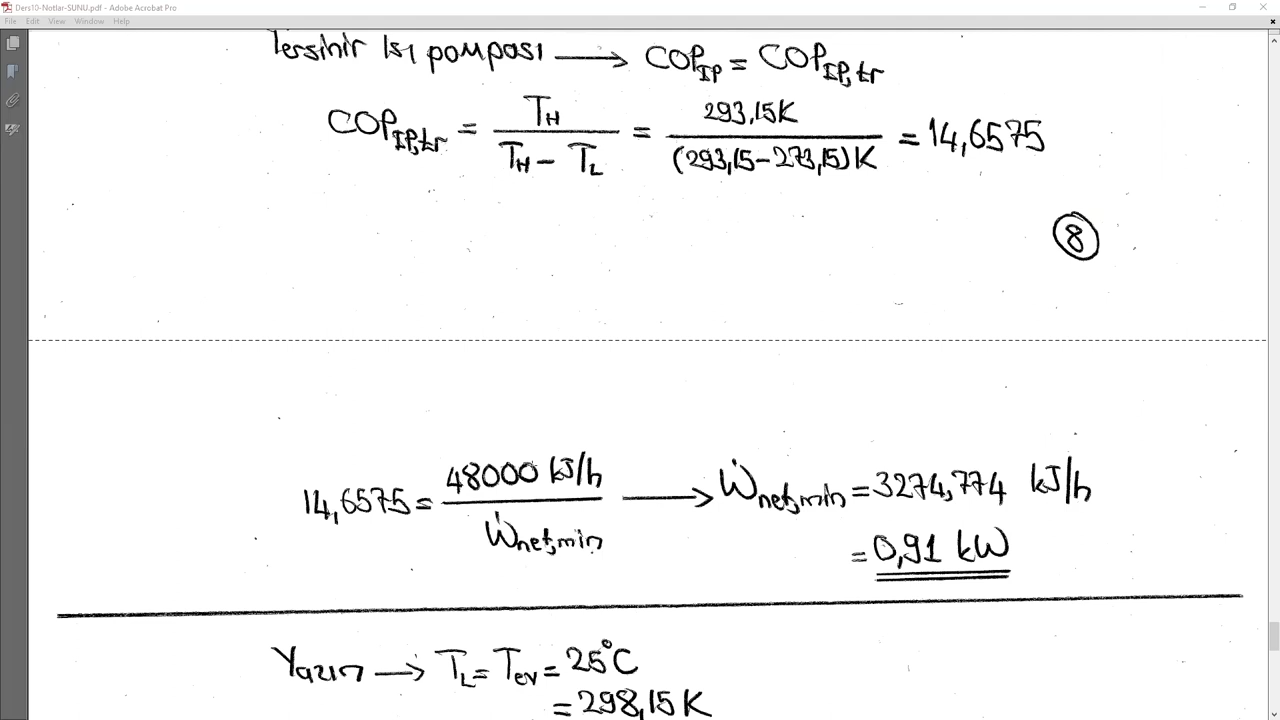 Ders10-Notlar-SUNU.pdf - Adobe Acrobat Pro
File Edit View Window Help
Tersinir Isı pompası → COP_IP = COP_IP,tr
COP_IP,tr = T_H / (T_H − T_L) = 293,15K / (293,15−273,15)K = 14,6575
8
14,6575 = 48000 kJ/h / Ẇnet,min → Ẇnet,min = 3274,774 kJ/h
= 0,91 kW
Yazın → T_L = T_ev = 25°C
= 298,15 K